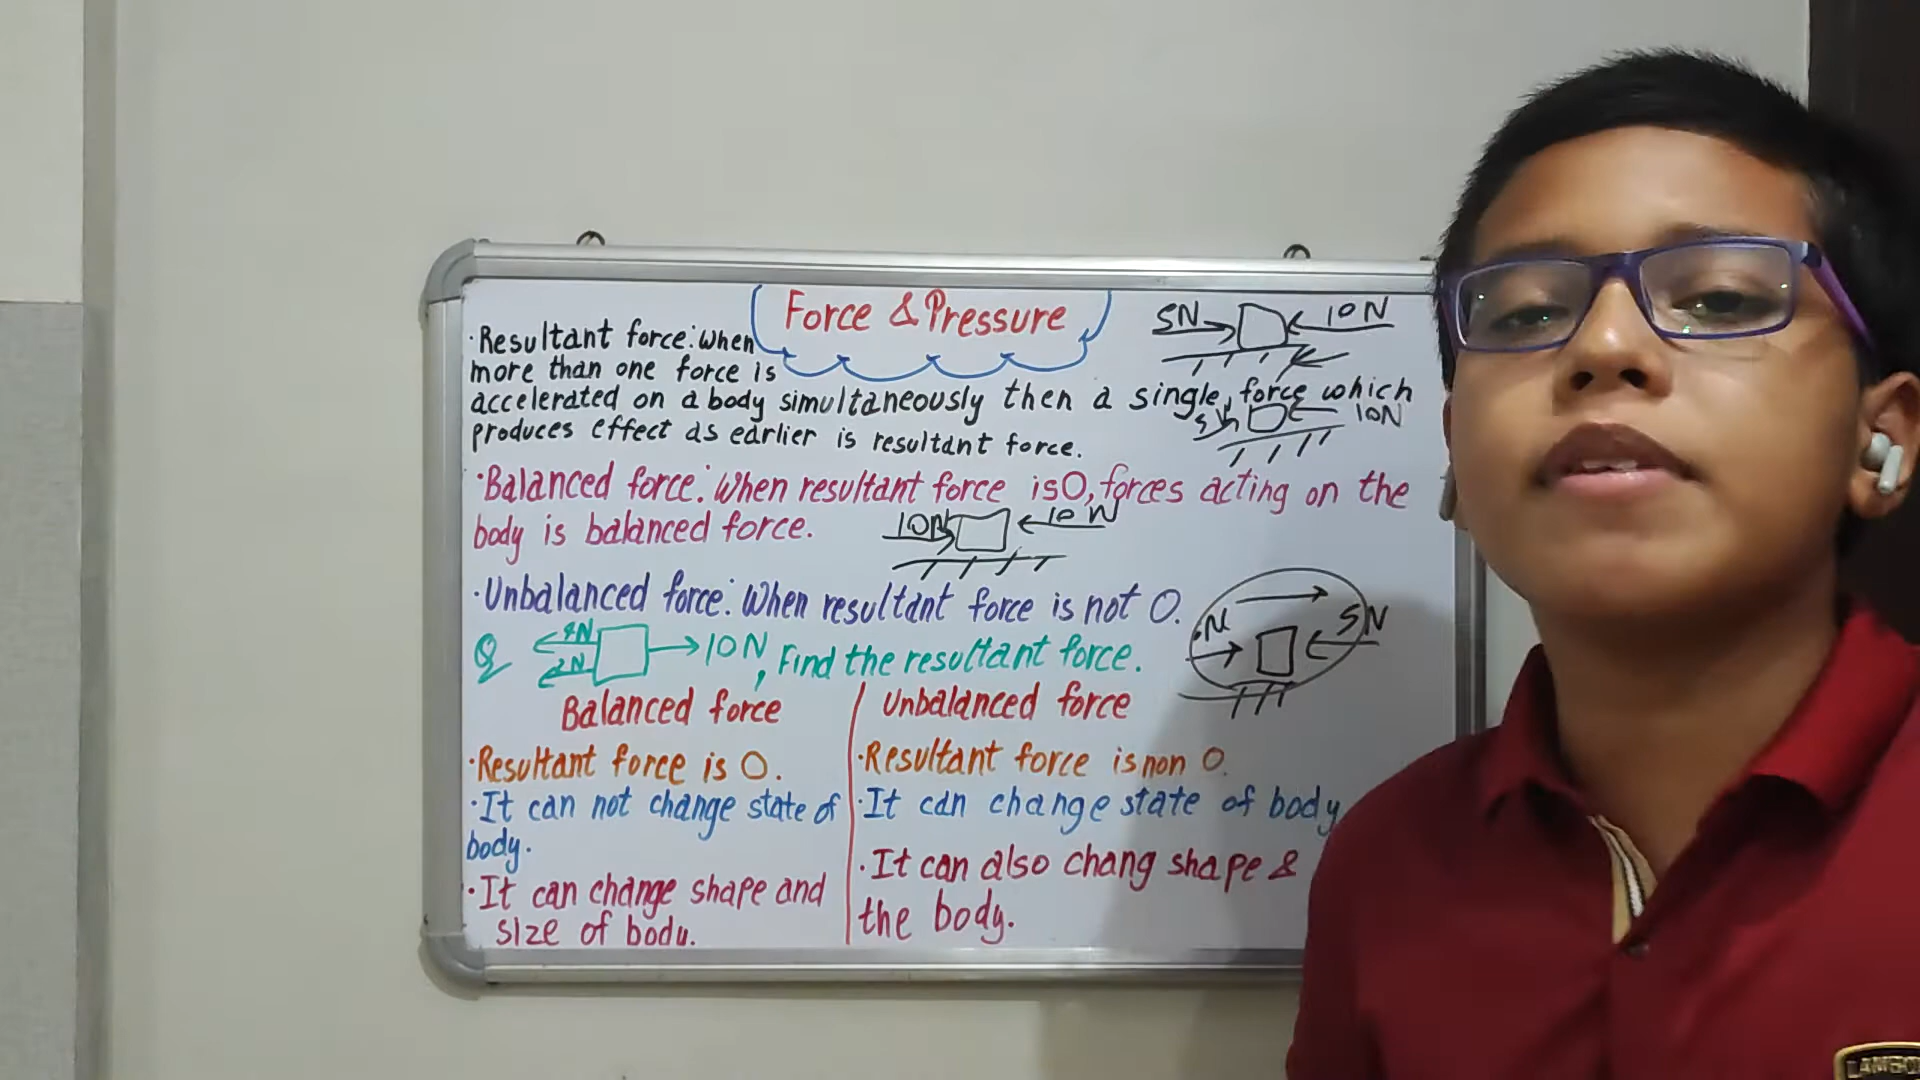 Force & Pressure
5N 10N
·Resultant force: When
more than one force is
accelerated on a body simultaneously then a single force which
10N
produces effect as earlier is resultant force.
·Balanced force: When resultant force is 0, forces acting on the
body is balanced force.
10N 10N
·Unbalanced force: When resultant force is not 0.
N 5N
Q 2N 10N, Find the resultant force.
Balanced force
·Resultant force is 0.
·It can not change state of
body.
·It can change shape and
size of body.
Unbalanced force
·Resultant force is non 0.
·It can change state of body
·It can also chang shape &
the body.